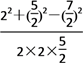 2² + (5/2)² − (7/2)²
2 × 2 × 5/2